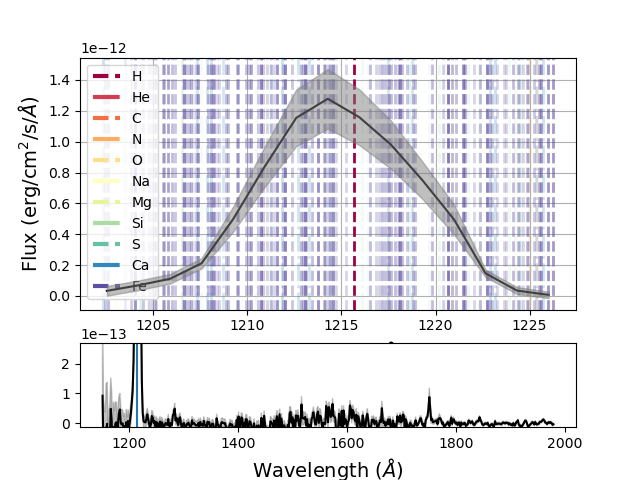 1e−12
1.4
1.2
1.0
0.8
0.6
0.4
0.2
0.0
Flux (erg/cm²/s/Å)
H
He
C
N
O
Na
Mg
Si
S
Ca
Fe
1205 1210 1215 1220 1225
1e−13
2
1
0
1200 1400 1600 1800 2000
Wavelength (Å)